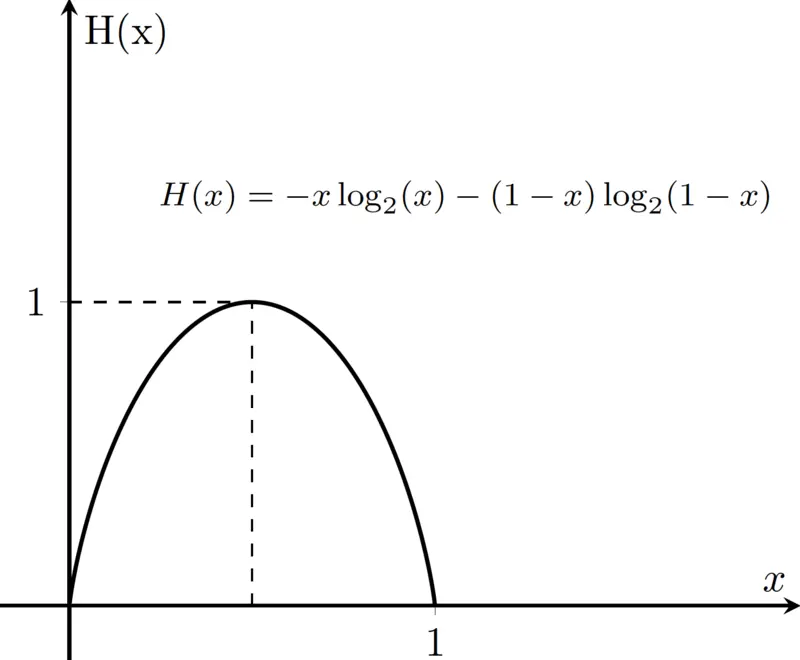 H(x)
H(x) = −x log₂(x) − (1 − x) log₂(1 − x)
1
x
1